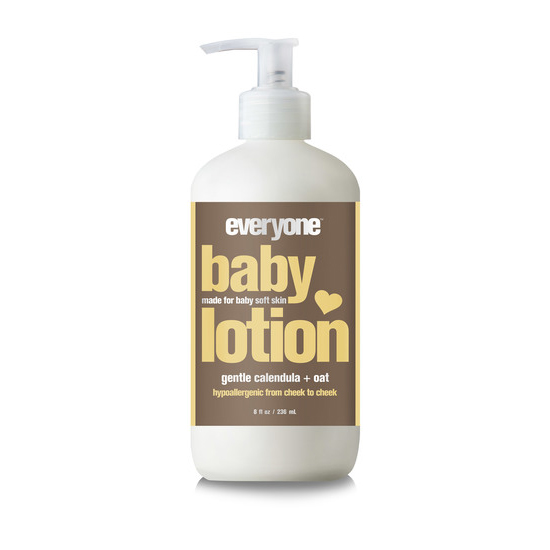 everyone™
baby
made for baby soft skin
lotion
gentle calendula + oat
hypoallergenic from cheek to cheek
8 fl oz / 236 mL